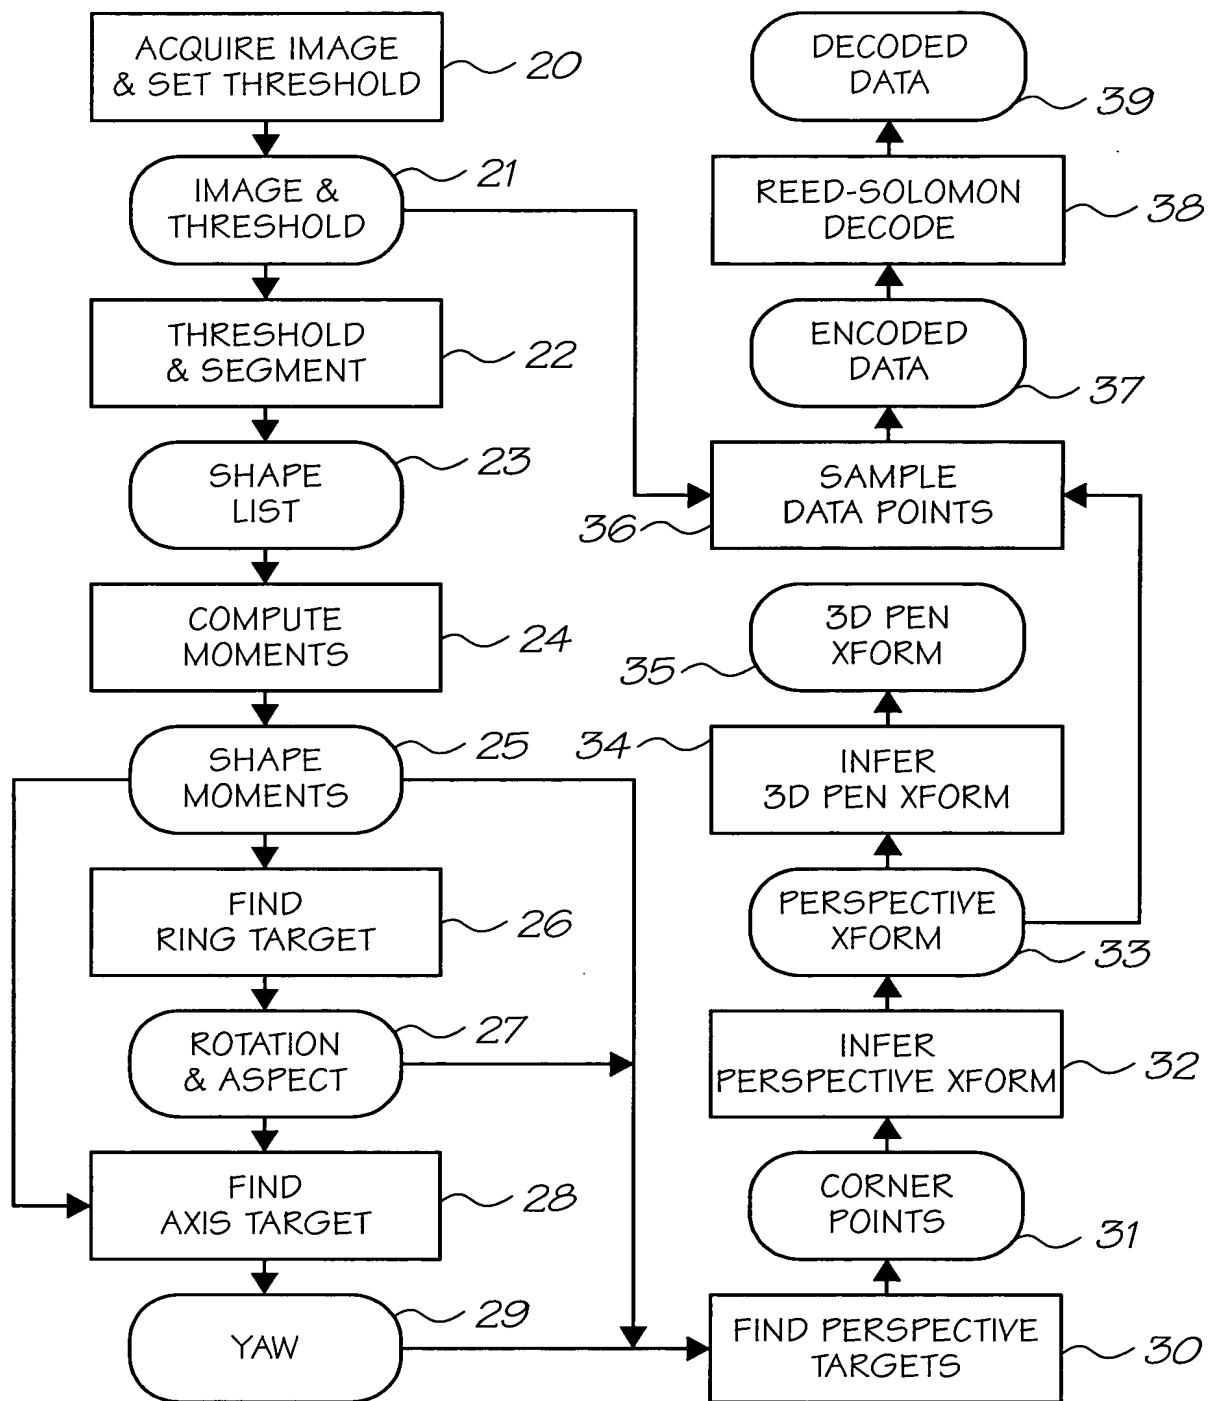 ACQUIRE IMAGE
& SET THRESHOLD
20
IMAGE &
THRESHOLD
21
THRESHOLD
& SEGMENT
22
SHAPE
LIST
23
COMPUTE
MOMENTS
24
SHAPE
MOMENTS
25
FIND
RING TARGET
26
ROTATION
& ASPECT
27
FIND
AXIS TARGET
28
YAW
29
DECODED
DATA
39
REED-SOLOMON
DECODE
38
ENCODED
DATA
37
SAMPLE
DATA POINTS
36
3D PEN
XFORM
35
34
INFER
3D PEN XFORM
PERSPECTIVE
XFORM
33
INFER
PERSPECTIVE XFORM
32
CORNER
POINTS
31
FIND PERSPECTIVE
TARGETS
30